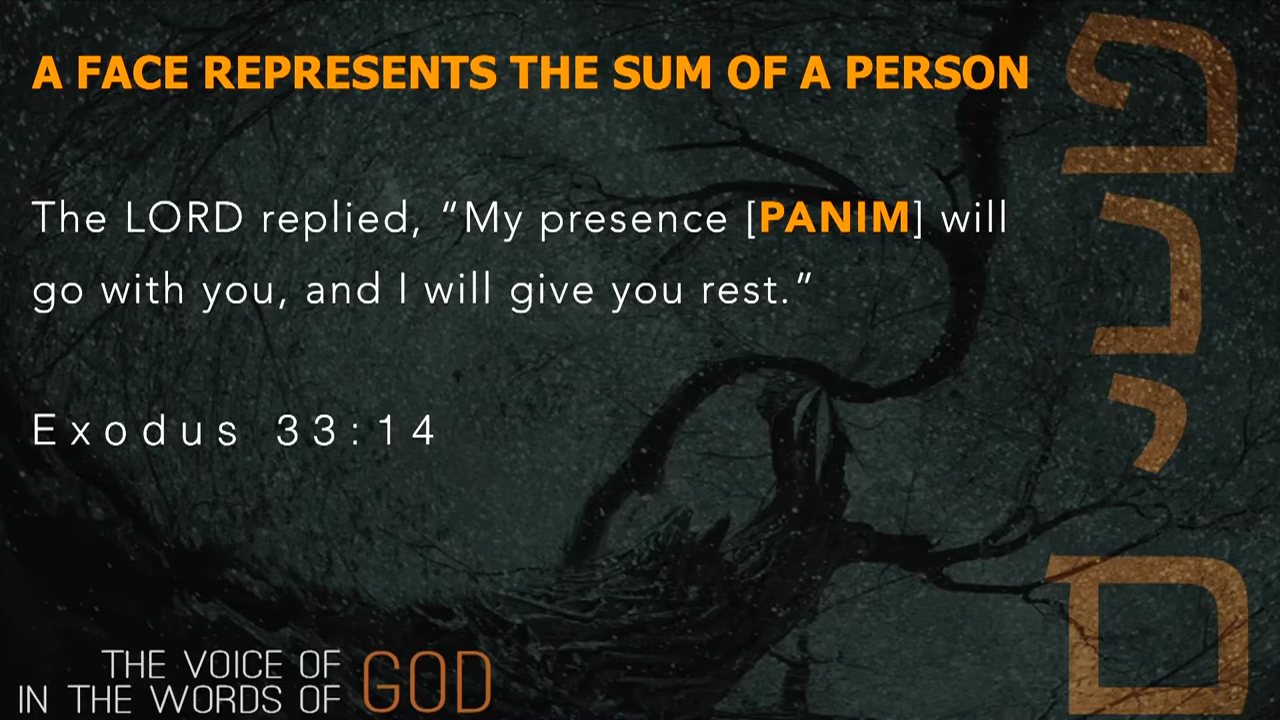 A FACE REPRESENTS THE SUM OF A PERSON
The LORD replied, “My presence [PANIM] will
go with you, and I will give you rest.”
Exodus 33:14
THE VOICE OF
IN THE WORDS OF GOD
פ
נ
י
ם